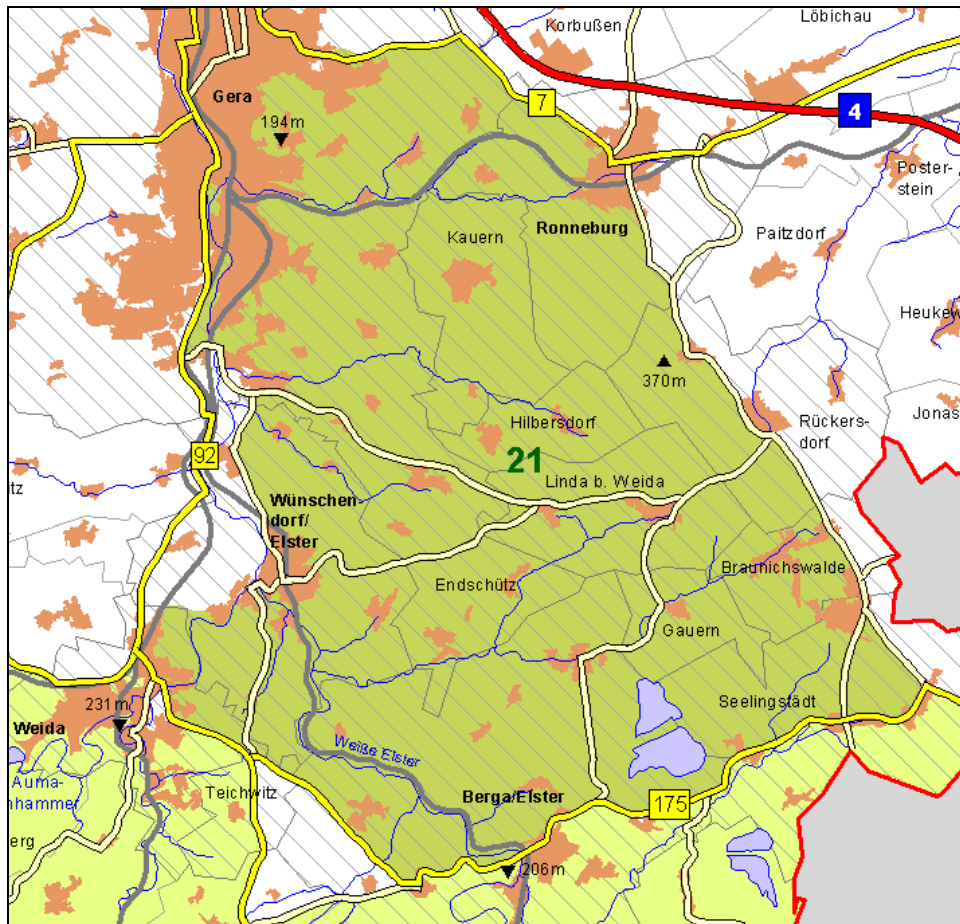 Korbußen
Löbichau
Gera
7
4
194m
Poster-
stein
Kauern
Ronneburg
Paitzdorf
Heukew
370m
Hilbersdorf
Rückers-
dorf
Jonas
92
21
Linda b. Weida
tz
Wünschen-
dorf/
Elster
Endschütz
Braunichswalde
Gauern
231m
Weida
Seelingstädt
Weiße Elster
Auma-
nhammer
Teichwitz
Berga/Elster
175
erg
206m